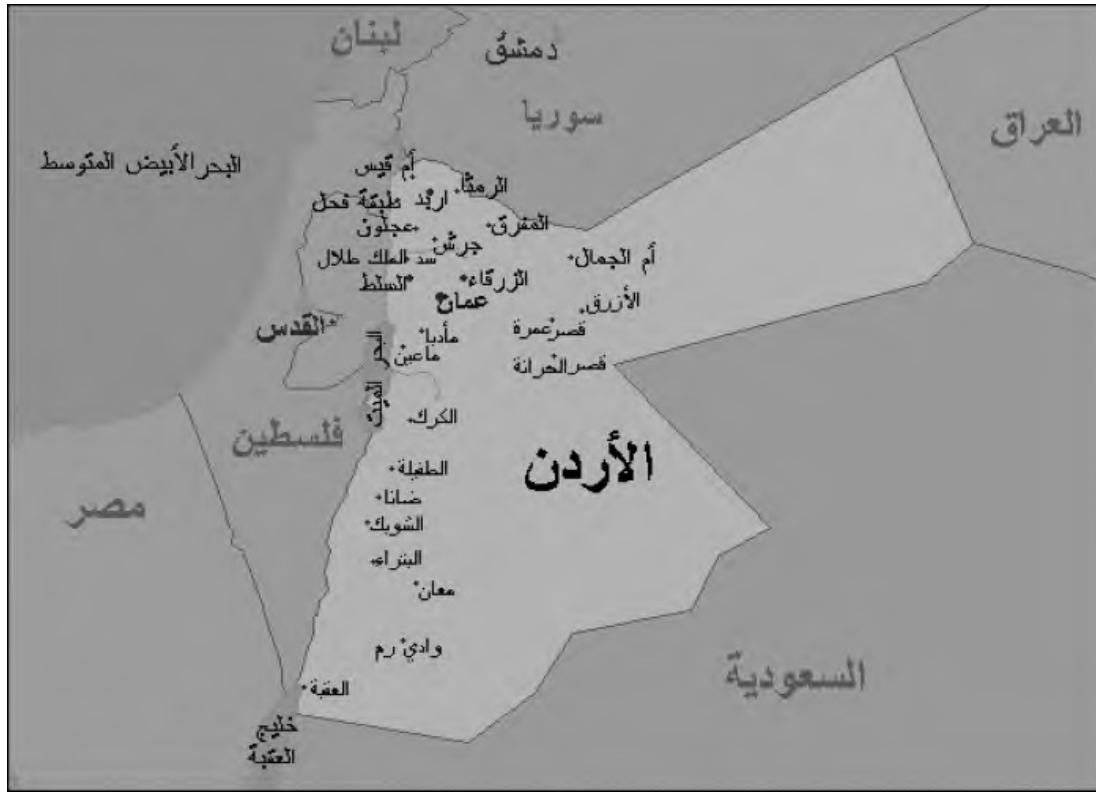 لبنان
دمشق
سوريا
العراق
البحر الأبيض المتوسط
أم قيس
الرمثا
اربد
طبقة فحل
المفرق
عجلون
جرش
سد الملك طلال
أم الجمال
السلط
الزرقاء
عمان
الأزرق
القدس
مأدبا
قصر عمرة
ماعين
قصر الخرانة
البحر الميت
الكرك
فلسطين
الأردن
الطفيلة
ضانا
مصر
الشوبك
البتراء
معان
وادي رم
السعودية
العقبة
خليج
العقبة